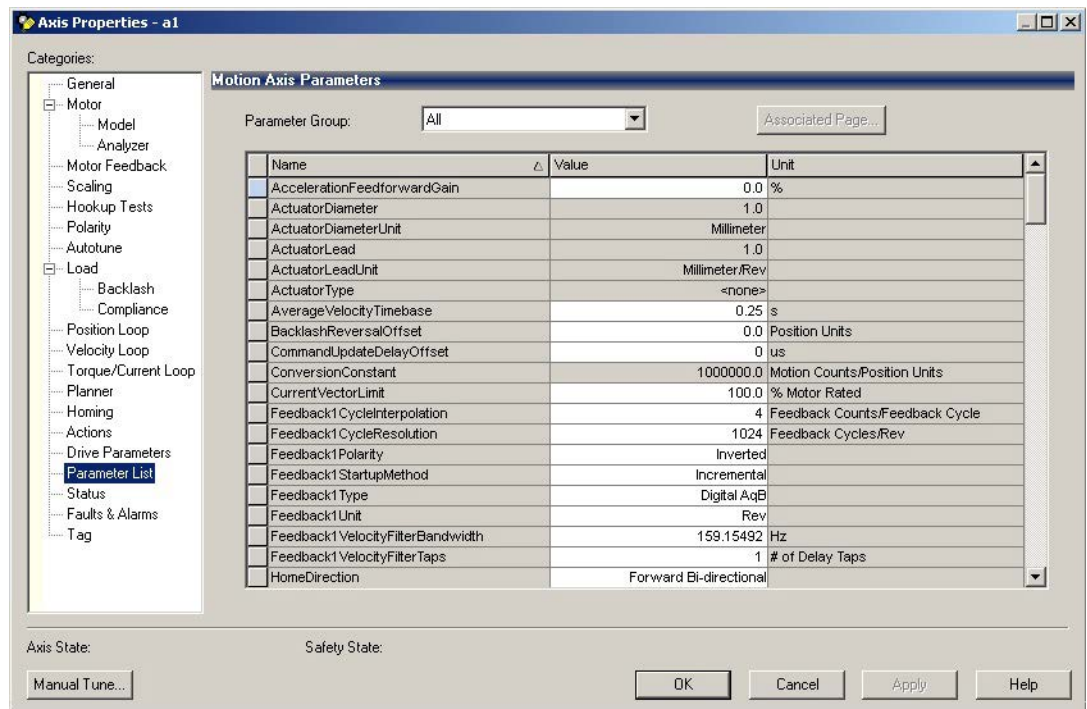 Axis Properties - a1
Categories:
General
Motor
Model
Analyzer
Motor Feedback
Scaling
Hookup Tests
Polarity
Autotune
Load
Backlash
Compliance
Position Loop
Velocity Loop
Torque/Current Loop
Planner
Homing
Actions
Drive Parameters
Parameter List
Status
Faults & Alarms
Tag
Motion Axis Parameters
Parameter Group: All Associated Page...
Name Value Unit
AccelerationFeedforwardGain 0.0 %
ActuatorDiameter 1.0
ActuatorDiameterUnit Millimeter
ActuatorLead 1.0
ActuatorLeadUnit Millimeter/Rev
ActuatorType <none>
AverageVelocityTimebase 0.25 s
BacklashReversalOffset 0.0 Position Units
CommandUpdateDelayOffset 0 us
ConversionConstant 1000000.0 Motion Counts/Position Units
CurrentVectorLimit 100.0 % Motor Rated
Feedback1CycleInterpolation 4 Feedback Counts/Feedback Cycle
Feedback1CycleResolution 1024 Feedback Cycles/Rev
Feedback1Polarity Inverted
Feedback1StartupMethod Incremental
Feedback1Type Digital AqB
Feedback1Unit Rev
Feedback1VelocityFilterBandwidth 159.15492 Hz
Feedback1VelocityFilterTaps 1 # of Delay Taps
HomeDirection Forward Bi-directional
Axis State: Safety State:
Manual Tune... OK Cancel Apply Help